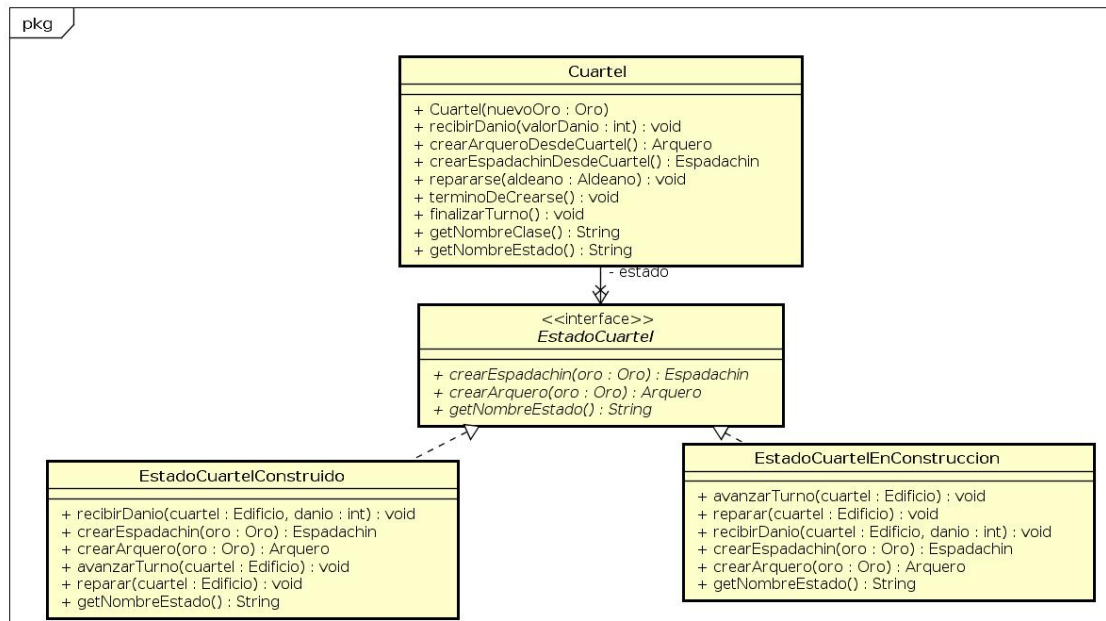 pkg
Cuartel
+ Cuartel(nuevoOro : Oro)
+ recibirDanio(valorDanio : int) : void
+ crearArqueroDesdeCuartel() : Arquero
+ crearEspadachinDesdeCuartel() : Espadachin
+ repararse(aldeano : Aldeano) : void
+ terminoDeCrearse() : void
+ finalizarTurno() : void
+ getNombreClase() : String
+ getNombreEstado() : String
- estado
<<interface>>
EstadoCuartel
+ crearEspadachin(oro : Oro) : Espadachin
+ crearArquero(oro : Oro) : Arquero
+ getNombreEstado() : String
EstadoCuartelConstruido
+ recibirDanio(cuartel : Edificio, danio : int) : void
+ crearEspadachin(oro : Oro) : Espadachin
+ crearArquero(oro : Oro) : Arquero
+ avanzarTurno(cuartel : Edificio) : void
+ reparar(cuartel : Edificio) : void
+ getNombreEstado() : String
EstadoCuartelEnConstruccion
+ avanzarTurno(cuartel : Edificio) : void
+ reparar(cuartel : Edificio) : void
+ recibirDanio(cuartel : Edificio, danio : int) : void
+ crearEspadachin(oro : Oro) : Espadachin
+ crearArquero(oro : Oro) : Arquero
+ getNombreEstado() : String